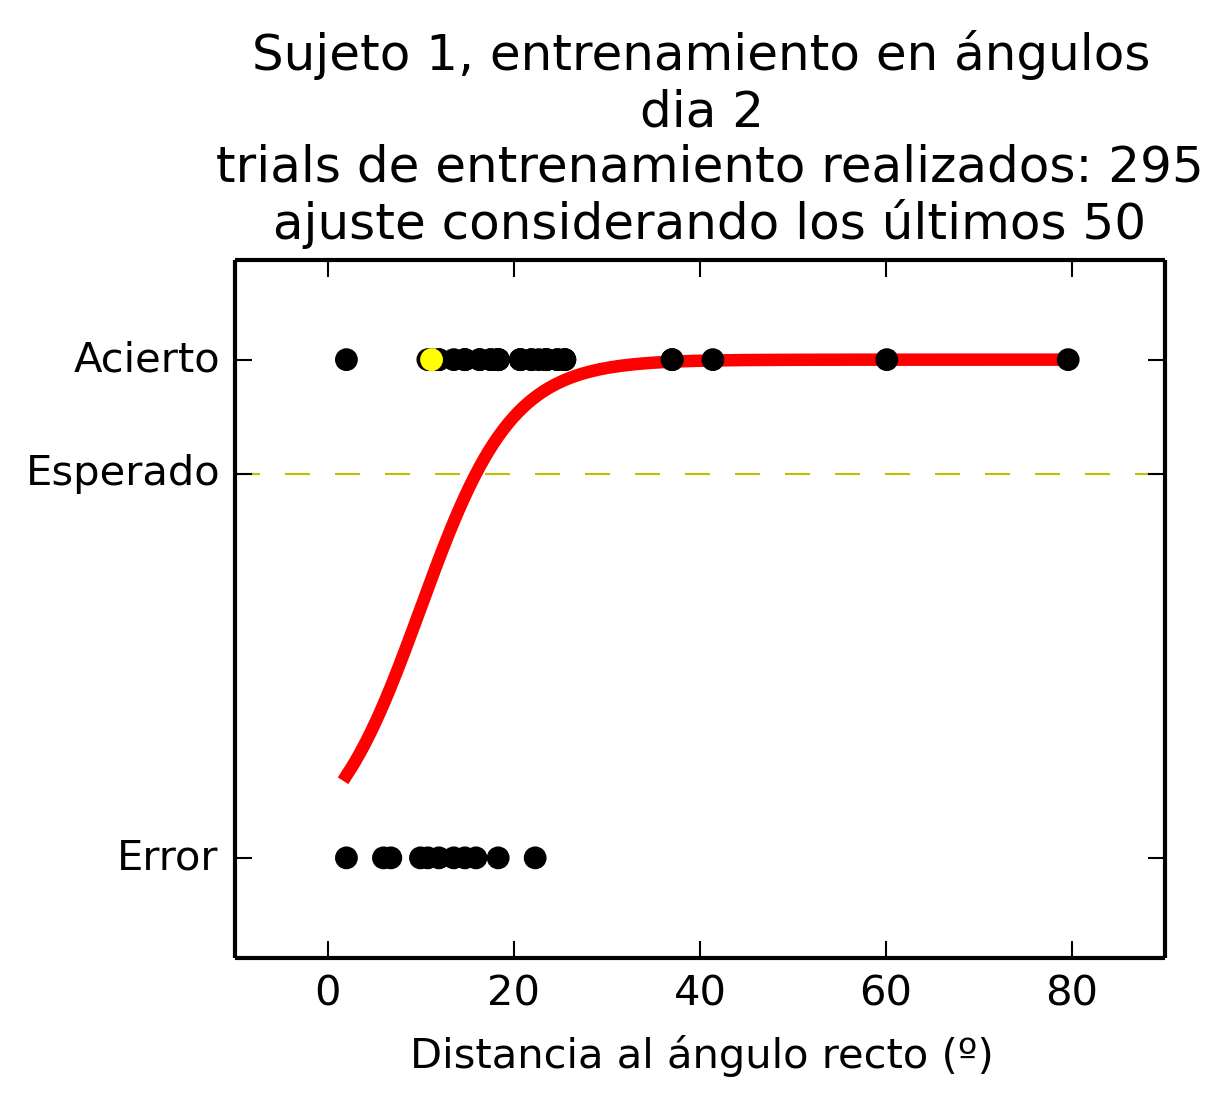 Sujeto 1, entrenamiento en ángulos
dia 2
trials de entrenamiento realizados: 295
ajuste considerando los últimos 50
Acierto
Esperado
Error
0 20 40 60 80
Distancia al ángulo recto (º)